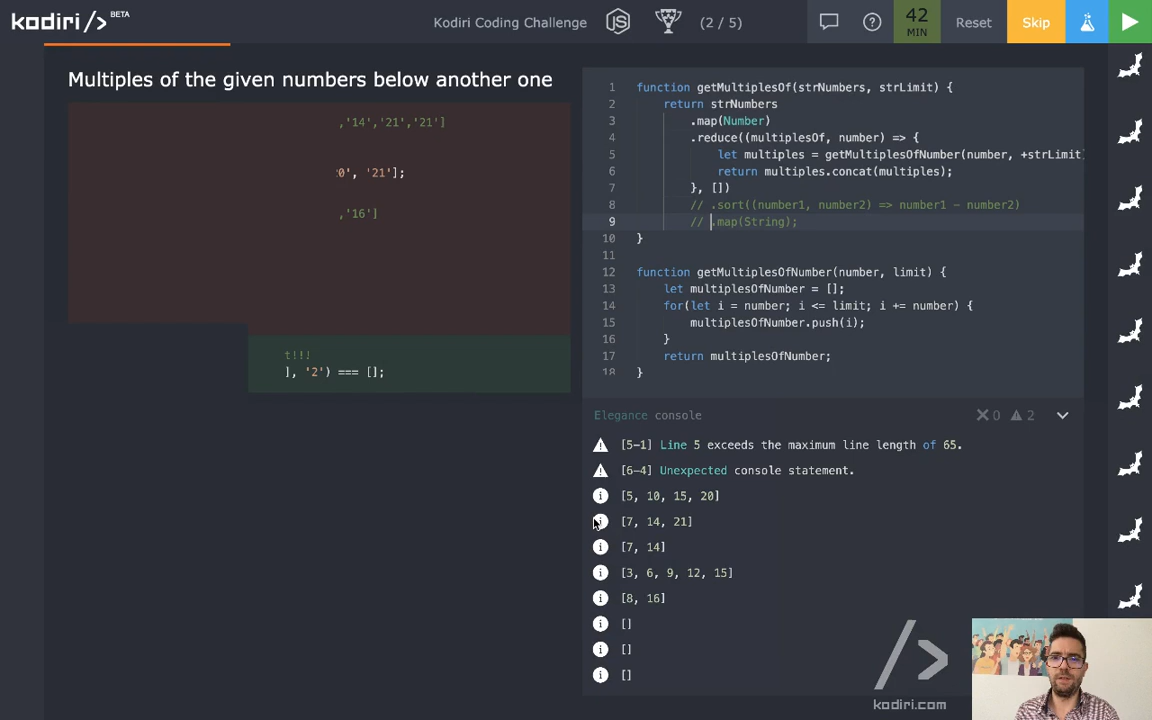 kodiri/> BETA
Kodiri Coding Challenge
JS
(2 / 5)
42
MIN
Reset
Skip
Multiples of the given numbers below another one
,'14','21','21']
0', '21'];
,'16']
t!!!
], '2') === [];
1 function getMultiplesOf(strNumbers, strLimit) {
2 return strNumbers
3 .map(Number)
4 .reduce((multiplesOf, number) => {
5 let multiples = getMultiplesOfNumber(number, +strLimit
6 return multiples.concat(multiples);
7 }, [])
8 // .sort((number1, number2) => number1 - number2)
9 // .map(String);
10 }
11
12 function getMultiplesOfNumber(number, limit) {
13 let multiplesOfNumber = [];
14 for(let i = number; i <= limit; i += number) {
15 multiplesOfNumber.push(i);
16 }
17 return multiplesOfNumber;
18 }
Elegance console
0 2
[5-1] Line 5 exceeds the maximum line length of 65.
[6-4] Unexpected console statement.
[5, 10, 15, 20]
[7, 14, 21]
[7, 14]
[3, 6, 9, 12, 15]
[8, 16]
[]
[]
[]
/>
kodiri.com